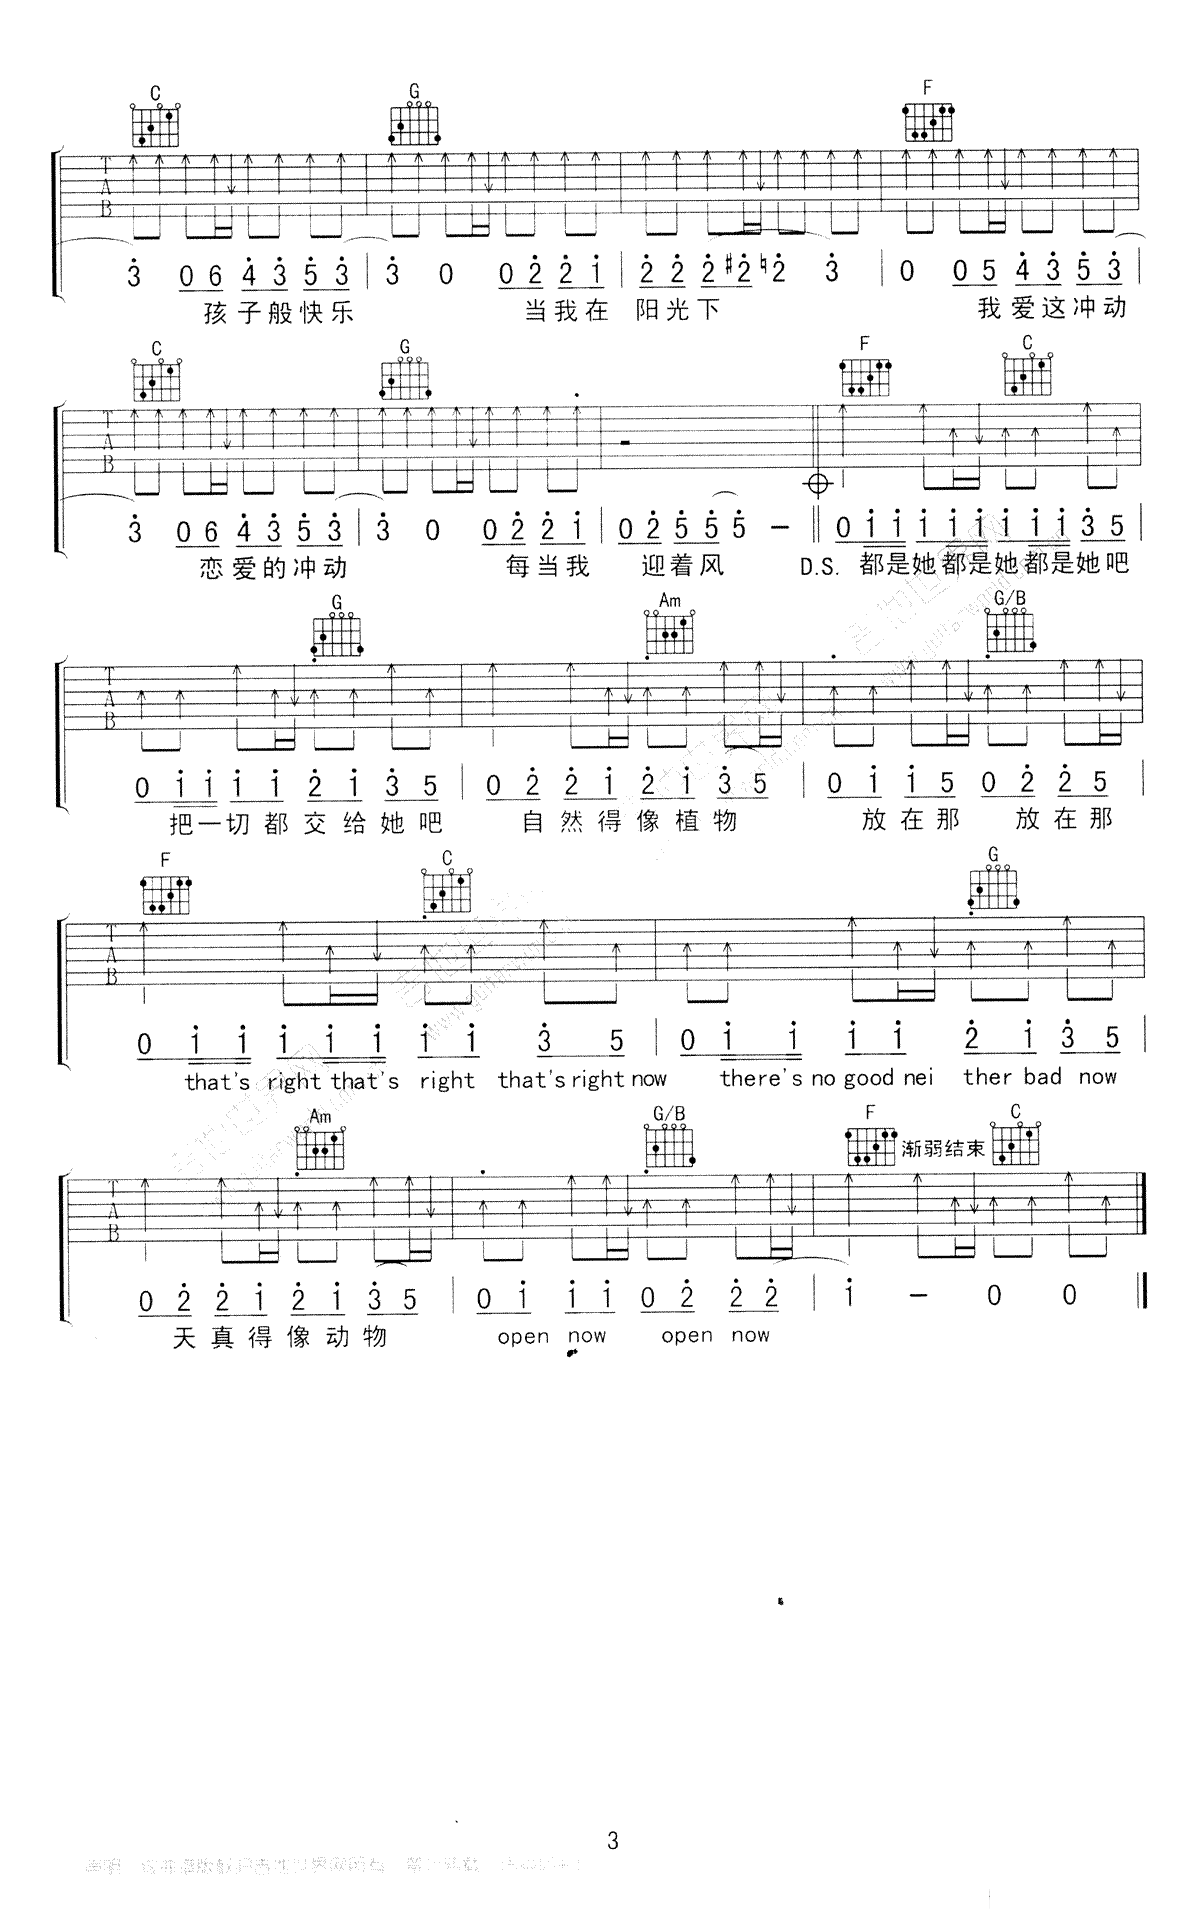 C G F
T A B
3 0 6 4 3 5 3 | 3 0 0 2 2 1 | 2 2 2 #2 ♮2 3 | 0 0 5 4 3 5 3
孩子般快乐 当我在 阳光下 我爱这冲动
C G F C
T A B
3 0 6 4 3 5 3 | 3 0 0 2 2 1 | 0 2 5 5 5 - || 0 1 1 1 1 1 1 1 1 3 5
恋爱的冲动 每当我 迎着风 D.S. 都是她都是她都是她吧
G Am G/B
T A B
0 1 1 1 1 2 1 3 5 | 0 2 2 1 2 1 3 5 | 0 1 1 5 0 2 2 5
把一切都交给她吧 自然得像植物 放在那 放在那
F C G
T A B
0 1 1 1 1 1 1 1 3 5 | 0 1 1 1 1 2 1 3 5
that's right that's right that's right now there's no good nei ther bad now
Am G/B F 渐弱结束 C
T A B
0 2 2 1 2 1 3 5 | 0 1 1 1 0 2 2 2 | 1 - 0 0
天真得像动物 open now open now
3